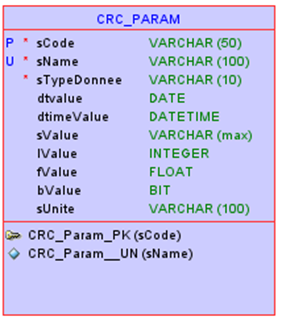 CRC_PARAM
P * sCode VARCHAR (50)
U * sName VARCHAR (100)
* sTypeDonnee VARCHAR (10)
dtvalue DATE
dtimeValue DATETIME
sValue VARCHAR (max)
lValue INTEGER
fValue FLOAT
bValue BIT
sUnite VARCHAR (100)
CRC_Param_PK (sCode)
CRC_Param__UN (sName)